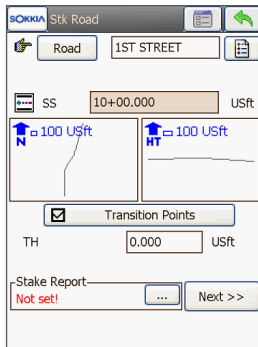 SOKKIA Stk Road
Road 1ST STREET
SS 10+00.000 USft
100 USft
N
100 USft
HT
Transition Points
TH 0.000 USft
Stake Report
Not set! ... Next >>